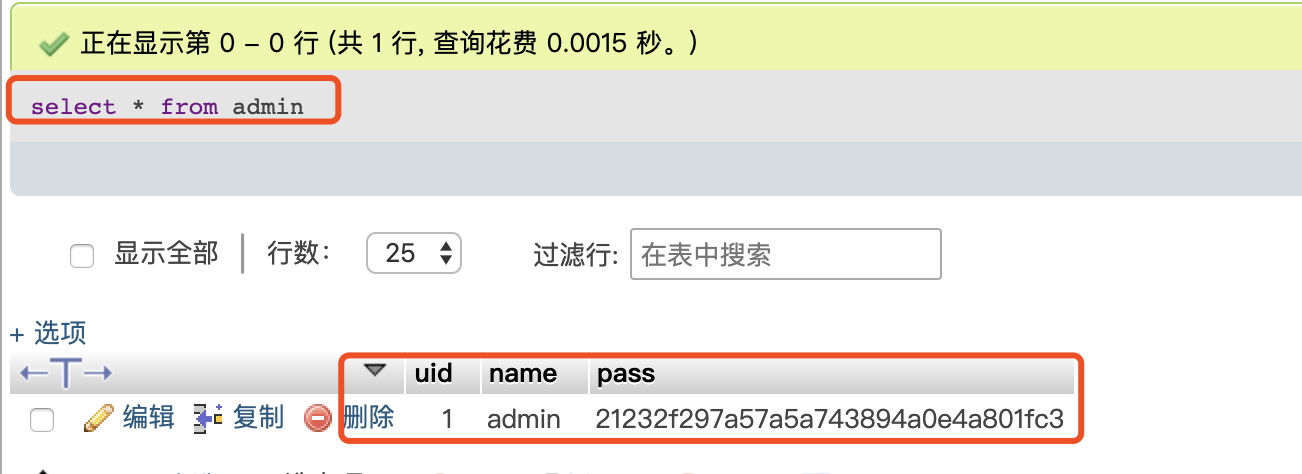 正在显示第 0 - 0 行 (共 1 行, 查询花费 0.0015 秒。)
select * from admin
显示全部 行数: 25 过滤行: 在表中搜索
+ 选项
←T→ uid name pass
编辑 复制 删除 1 admin 21232f297a57a5a743894a0e4a801fc3